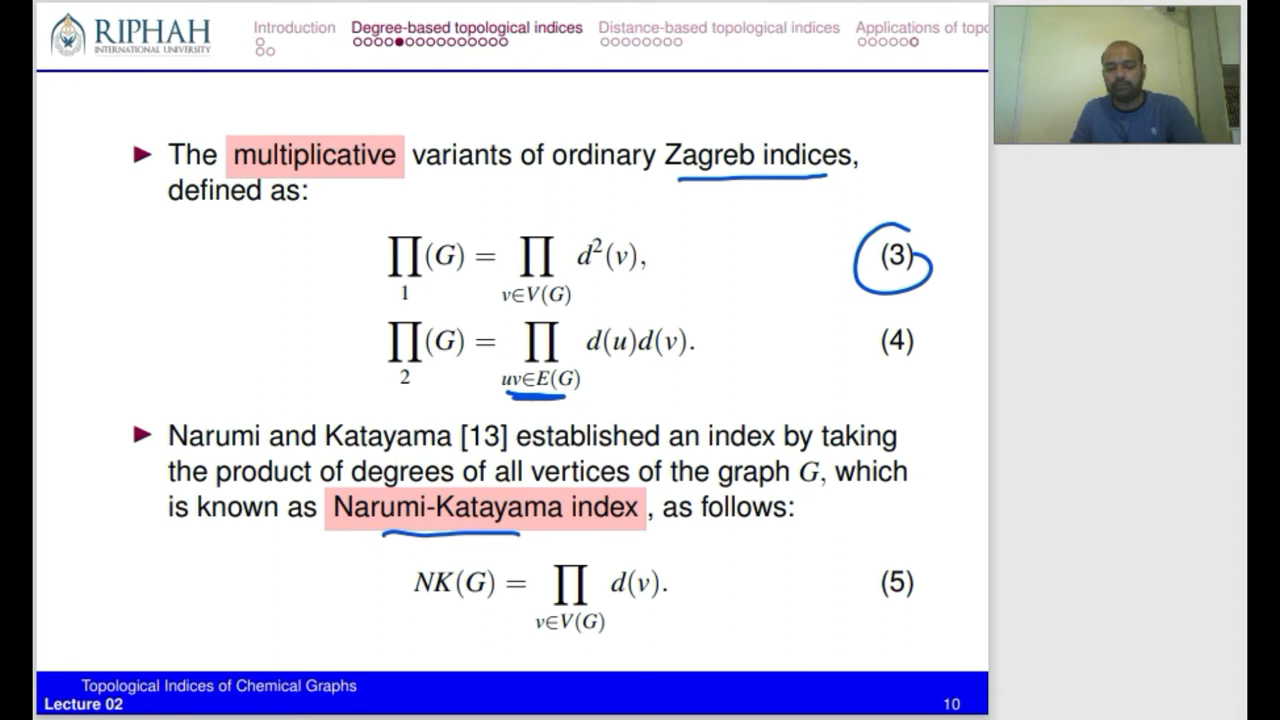 RIPHAH
INTERNATIONAL UNIVERSITY
Introduction Degree-based topological indices Distance-based topological indices Applications of topo
The multiplicative variants of ordinary Zagreb indices,
defined as:
∏₁(G) = ∏_{v∈V(G)} d²(v), (3)
∏₂(G) = ∏_{uv∈E(G)} d(u)d(v). (4)
Narumi and Katayama [13] established an index by taking
the product of degrees of all vertices of the graph G, which
is known as Narumi-Katayama index , as follows:
NK(G) = ∏_{v∈V(G)} d(v). (5)
Topological Indices of Chemical Graphs
Lecture 02 10